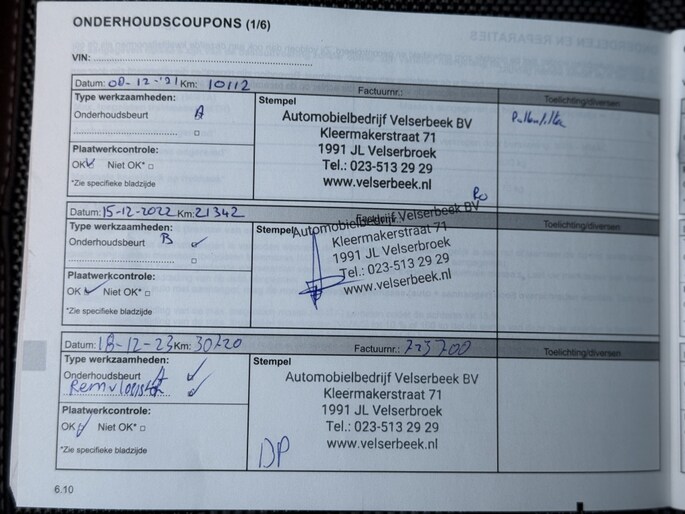 ONDERHOUDSCOUPONS (1/6)
VIN:
Datum: 08-12-'21 Km: 10112 Factuurnr.:
Type werkzaamheden: Stempel Toelichting/diversen
Onderhoudsbeurt A
Automobielbedrijf Velserbeek BV
Kleermakerstraat 71
1991 JL Velserbroek
Tel.: 023-513 29 29
www.velserbeek.nl
Plaatwerkcontrole:
OK Niet OK*
*Zie specifieke bladzijde
Datum: 15-12-2022 Km: 21342 Factuurnr.:
Type werkzaamheden: Stempel Toelichting/diversen
Onderhoudsbeurt B
Automobielbedrijf Velserbeek BV
Kleermakerstraat 71
1991 JL Velserbroek
Tel.: 023-513 29 29
www.velserbeek.nl
Plaatwerkcontrole:
OK Niet OK*
*Zie specifieke bladzijde
Datum: 18-12-23 Km: 30720 Factuurnr.: 723700
Type werkzaamheden: Stempel Toelichting/diversen
Onderhoudsbeurt A
Automobielbedrijf Velserbeek BV
Kleermakerstraat 71
1991 JL Velserbroek
Tel.: 023-513 29 29
www.velserbeek.nl
Plaatwerkcontrole:
OK Niet OK*
*Zie specifieke bladzijde
DP
6.10